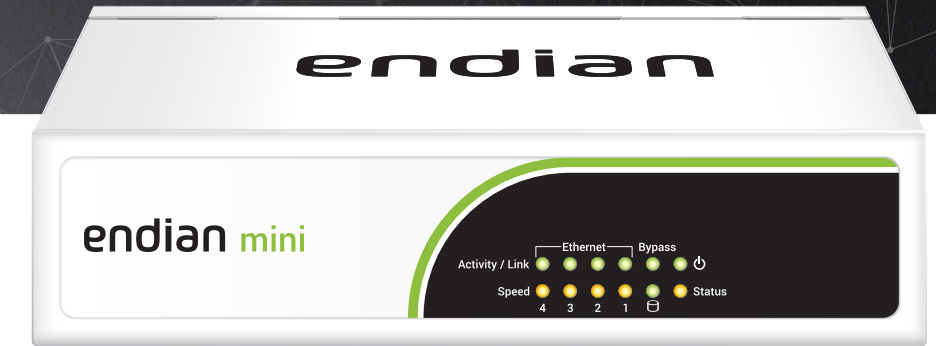 endian
endian mini
Ethernet
Bypass
Activity / Link
Speed
Status
4 3 2 1